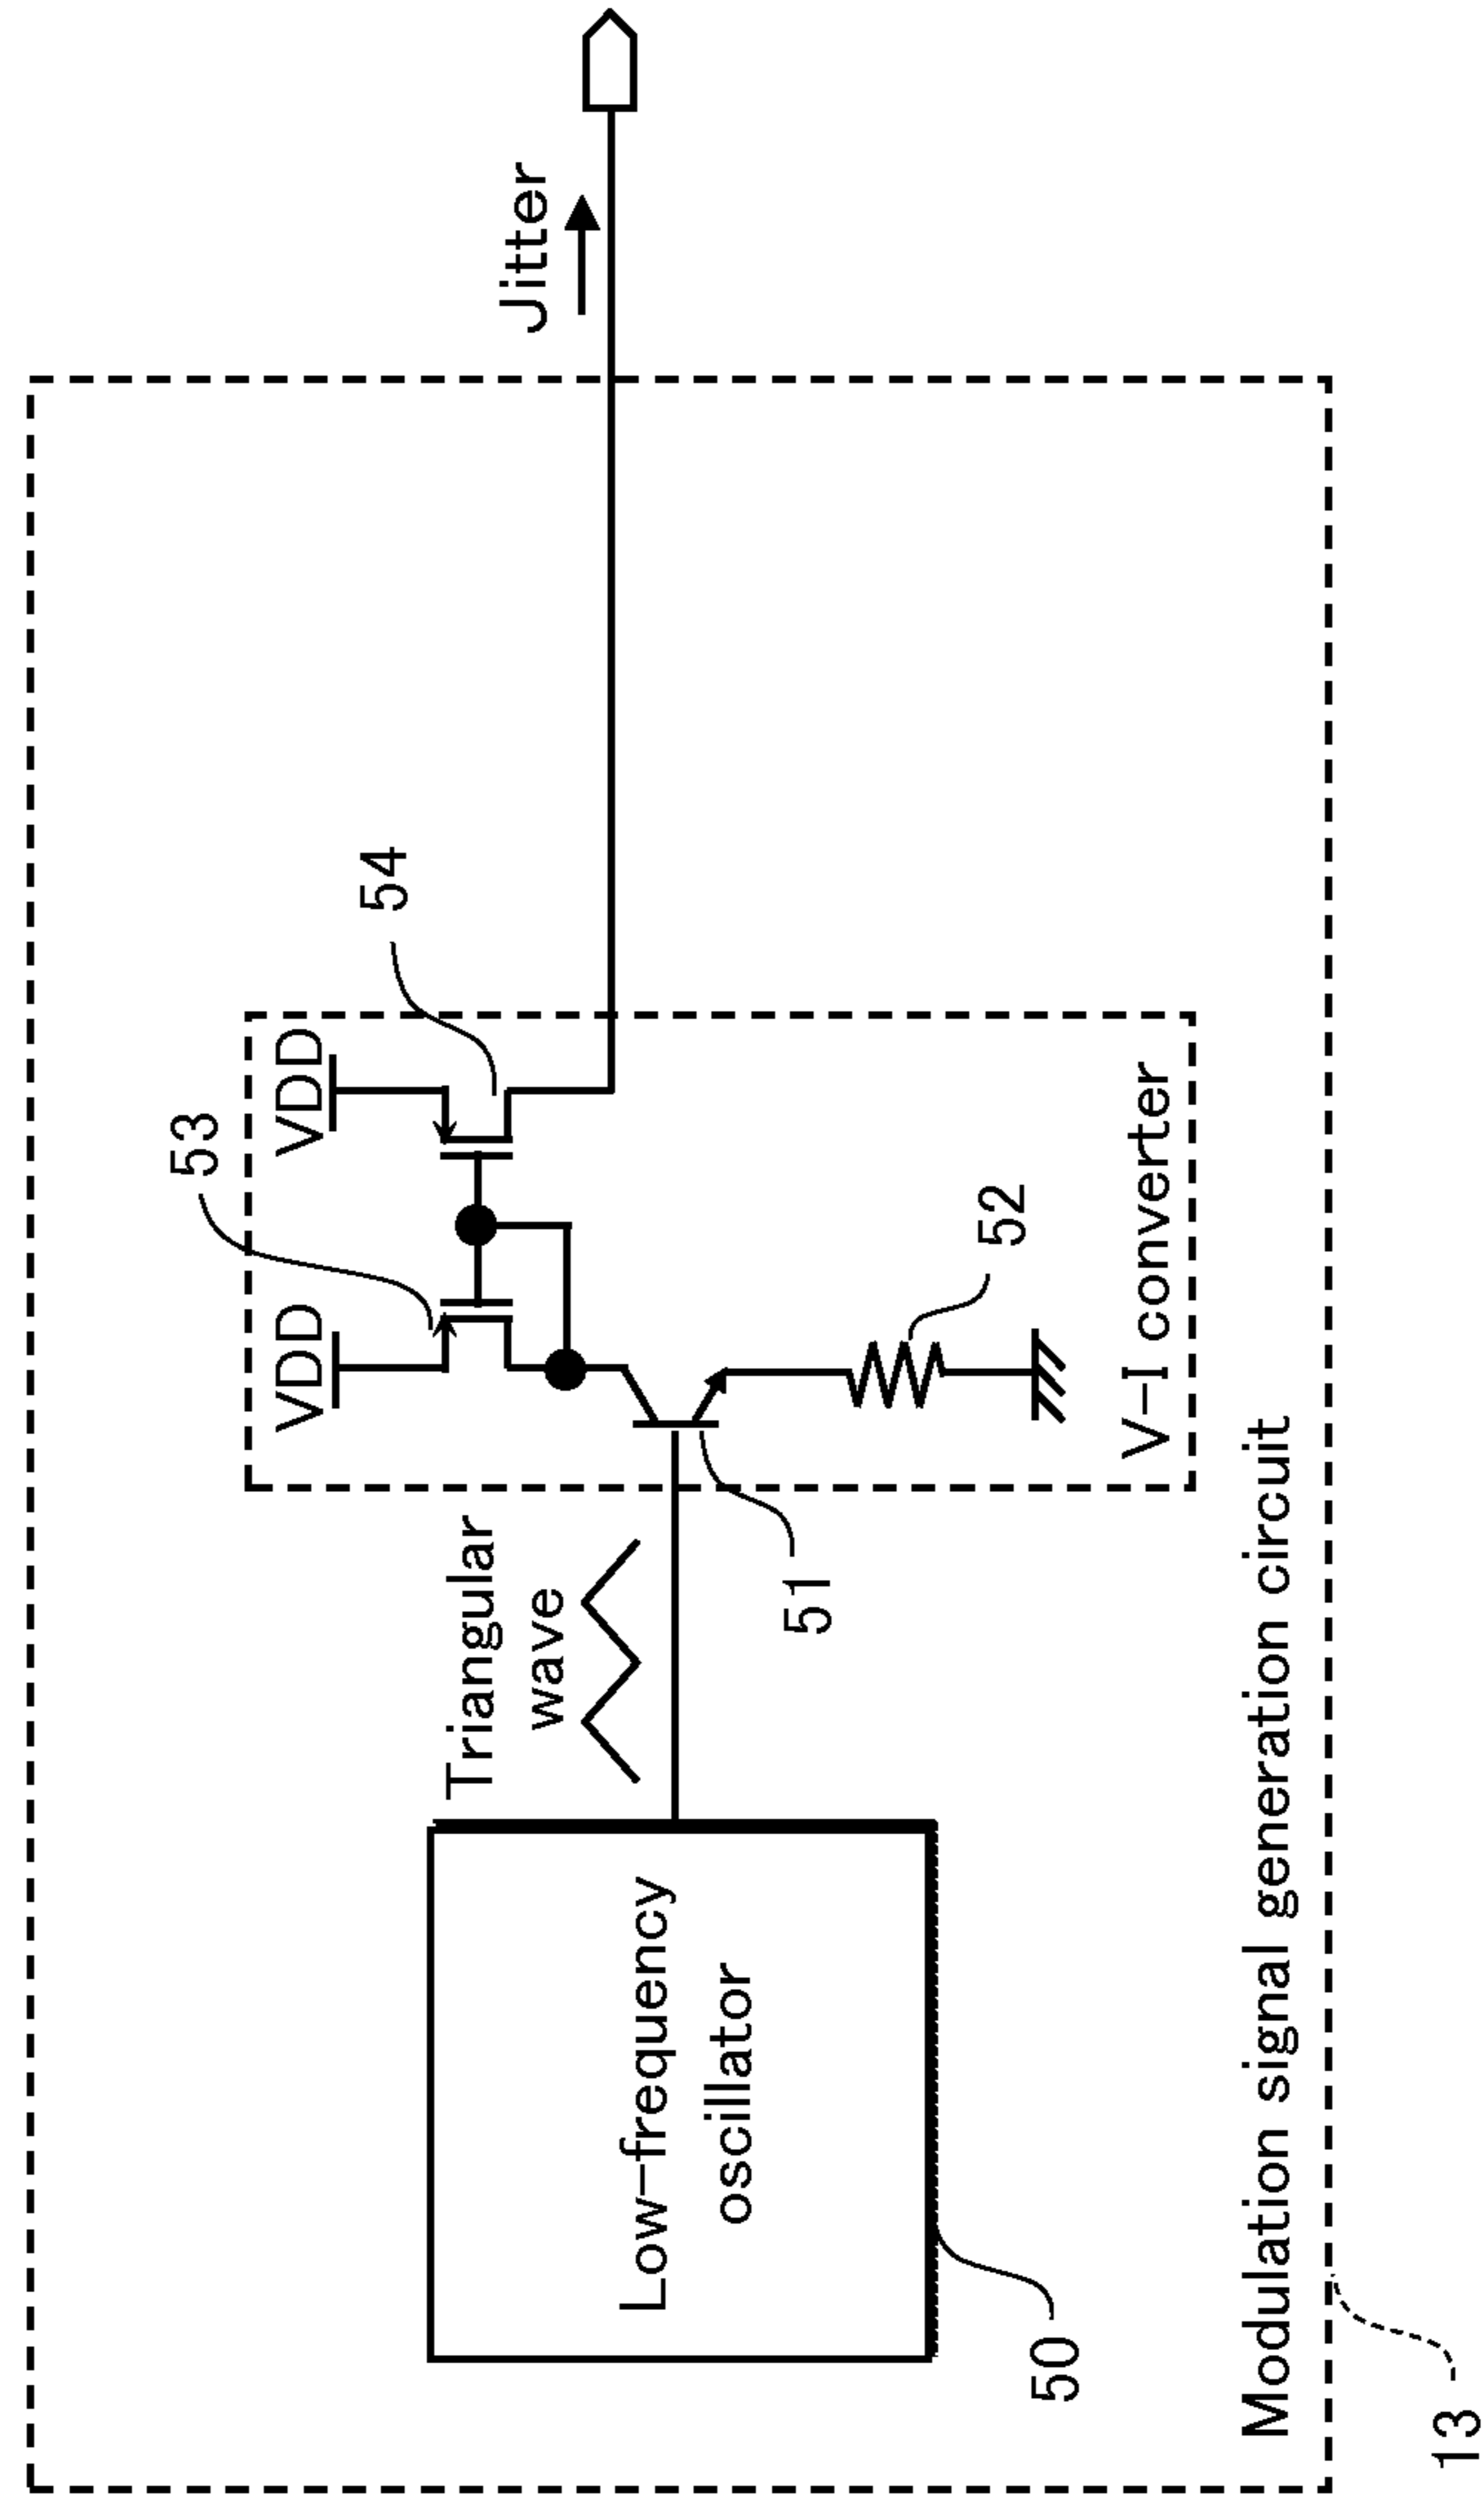 53
VDD
VDD
54
Jitter
Triangular
wave
Low-frequency
oscillator
51
52
V-I converter
50
Modulation signal generation circuit
13